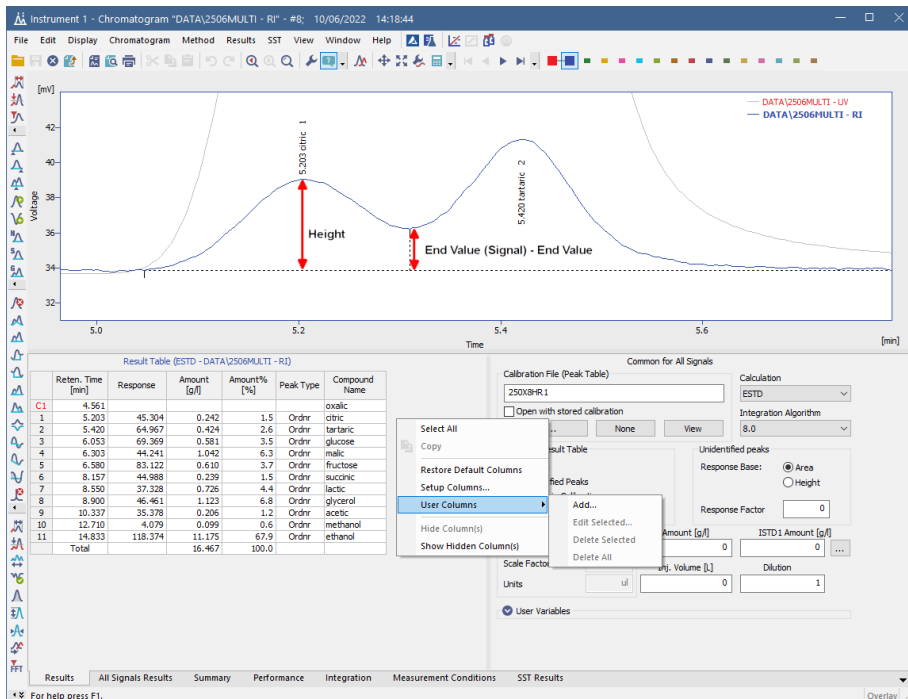 Instrument 1 - Chromatogram "DATA\2506MULTI - RI" - #8; 10/06/2022 14:18:44
File Edit Display Chromatogram Method Results SST View Window Help
[mV]
DATA\2506MULTI - UV
DATA\2506MULTI - RI
42
40
38
36
34
32
Voltage
5.203 citric 1
5.420 tartaric 2
Height
End Value (Signal) - End Value
5.0 5.2 5.4 5.6
Time
[min]
Result Table (ESTD - DATA\2506MULTI - RI)
Reten. Time [min] Response Amount [g/l] Amount% [%] Peak Type Compound Name
C1 4.561 oxalic
1 5.203 45.304 0.242 1.5 Ordnr citric
2 5.420 64.967 0.424 2.6 Ordnr tartaric
3 6.053 69.369 0.581 3.5 Ordnr glucose
4 6.303 44.241 1.042 6.3 Ordnr malic
5 6.580 83.122 0.610 3.7 Ordnr fructose
6 8.157 44.988 0.239 1.5 Ordnr succinic
7 8.550 37.328 0.726 4.4 Ordnr lactic
8 8.900 46.461 1.123 6.8 Ordnr glycerol
9 10.337 35.378 0.206 1.2 Ordnr acetic
10 12.710 4.079 0.099 0.6 Ordnr methanol
11 14.833 118.374 11.175 67.9 Ordnr ethanol
Total 16.467 100.0
Select All
Copy
Restore Default Columns
Setup Columns...
User Columns
Hide Column(s)
Show Hidden Column(s)
Add...
Edit Selected...
Delete Selected
Delete All
Common for All Signals
Calibration File (Peak Table)
250X8HR1
Open with stored calibration
... None View
Calculation
ESTD
Integration Algorithm
8.0
Result Table
Unidentified peaks
Response Base: Area
Height
Response Factor 0
Amount [g/l] ISTD1 Amount [g/l]
0 0 ...
Scale Factor Inj. Volume [L] Dilution
Units ul 0 1
User Variables
Results All Signals Results Summary Performance Integration Measurement Conditions SST Results
For help press F1. Overlay